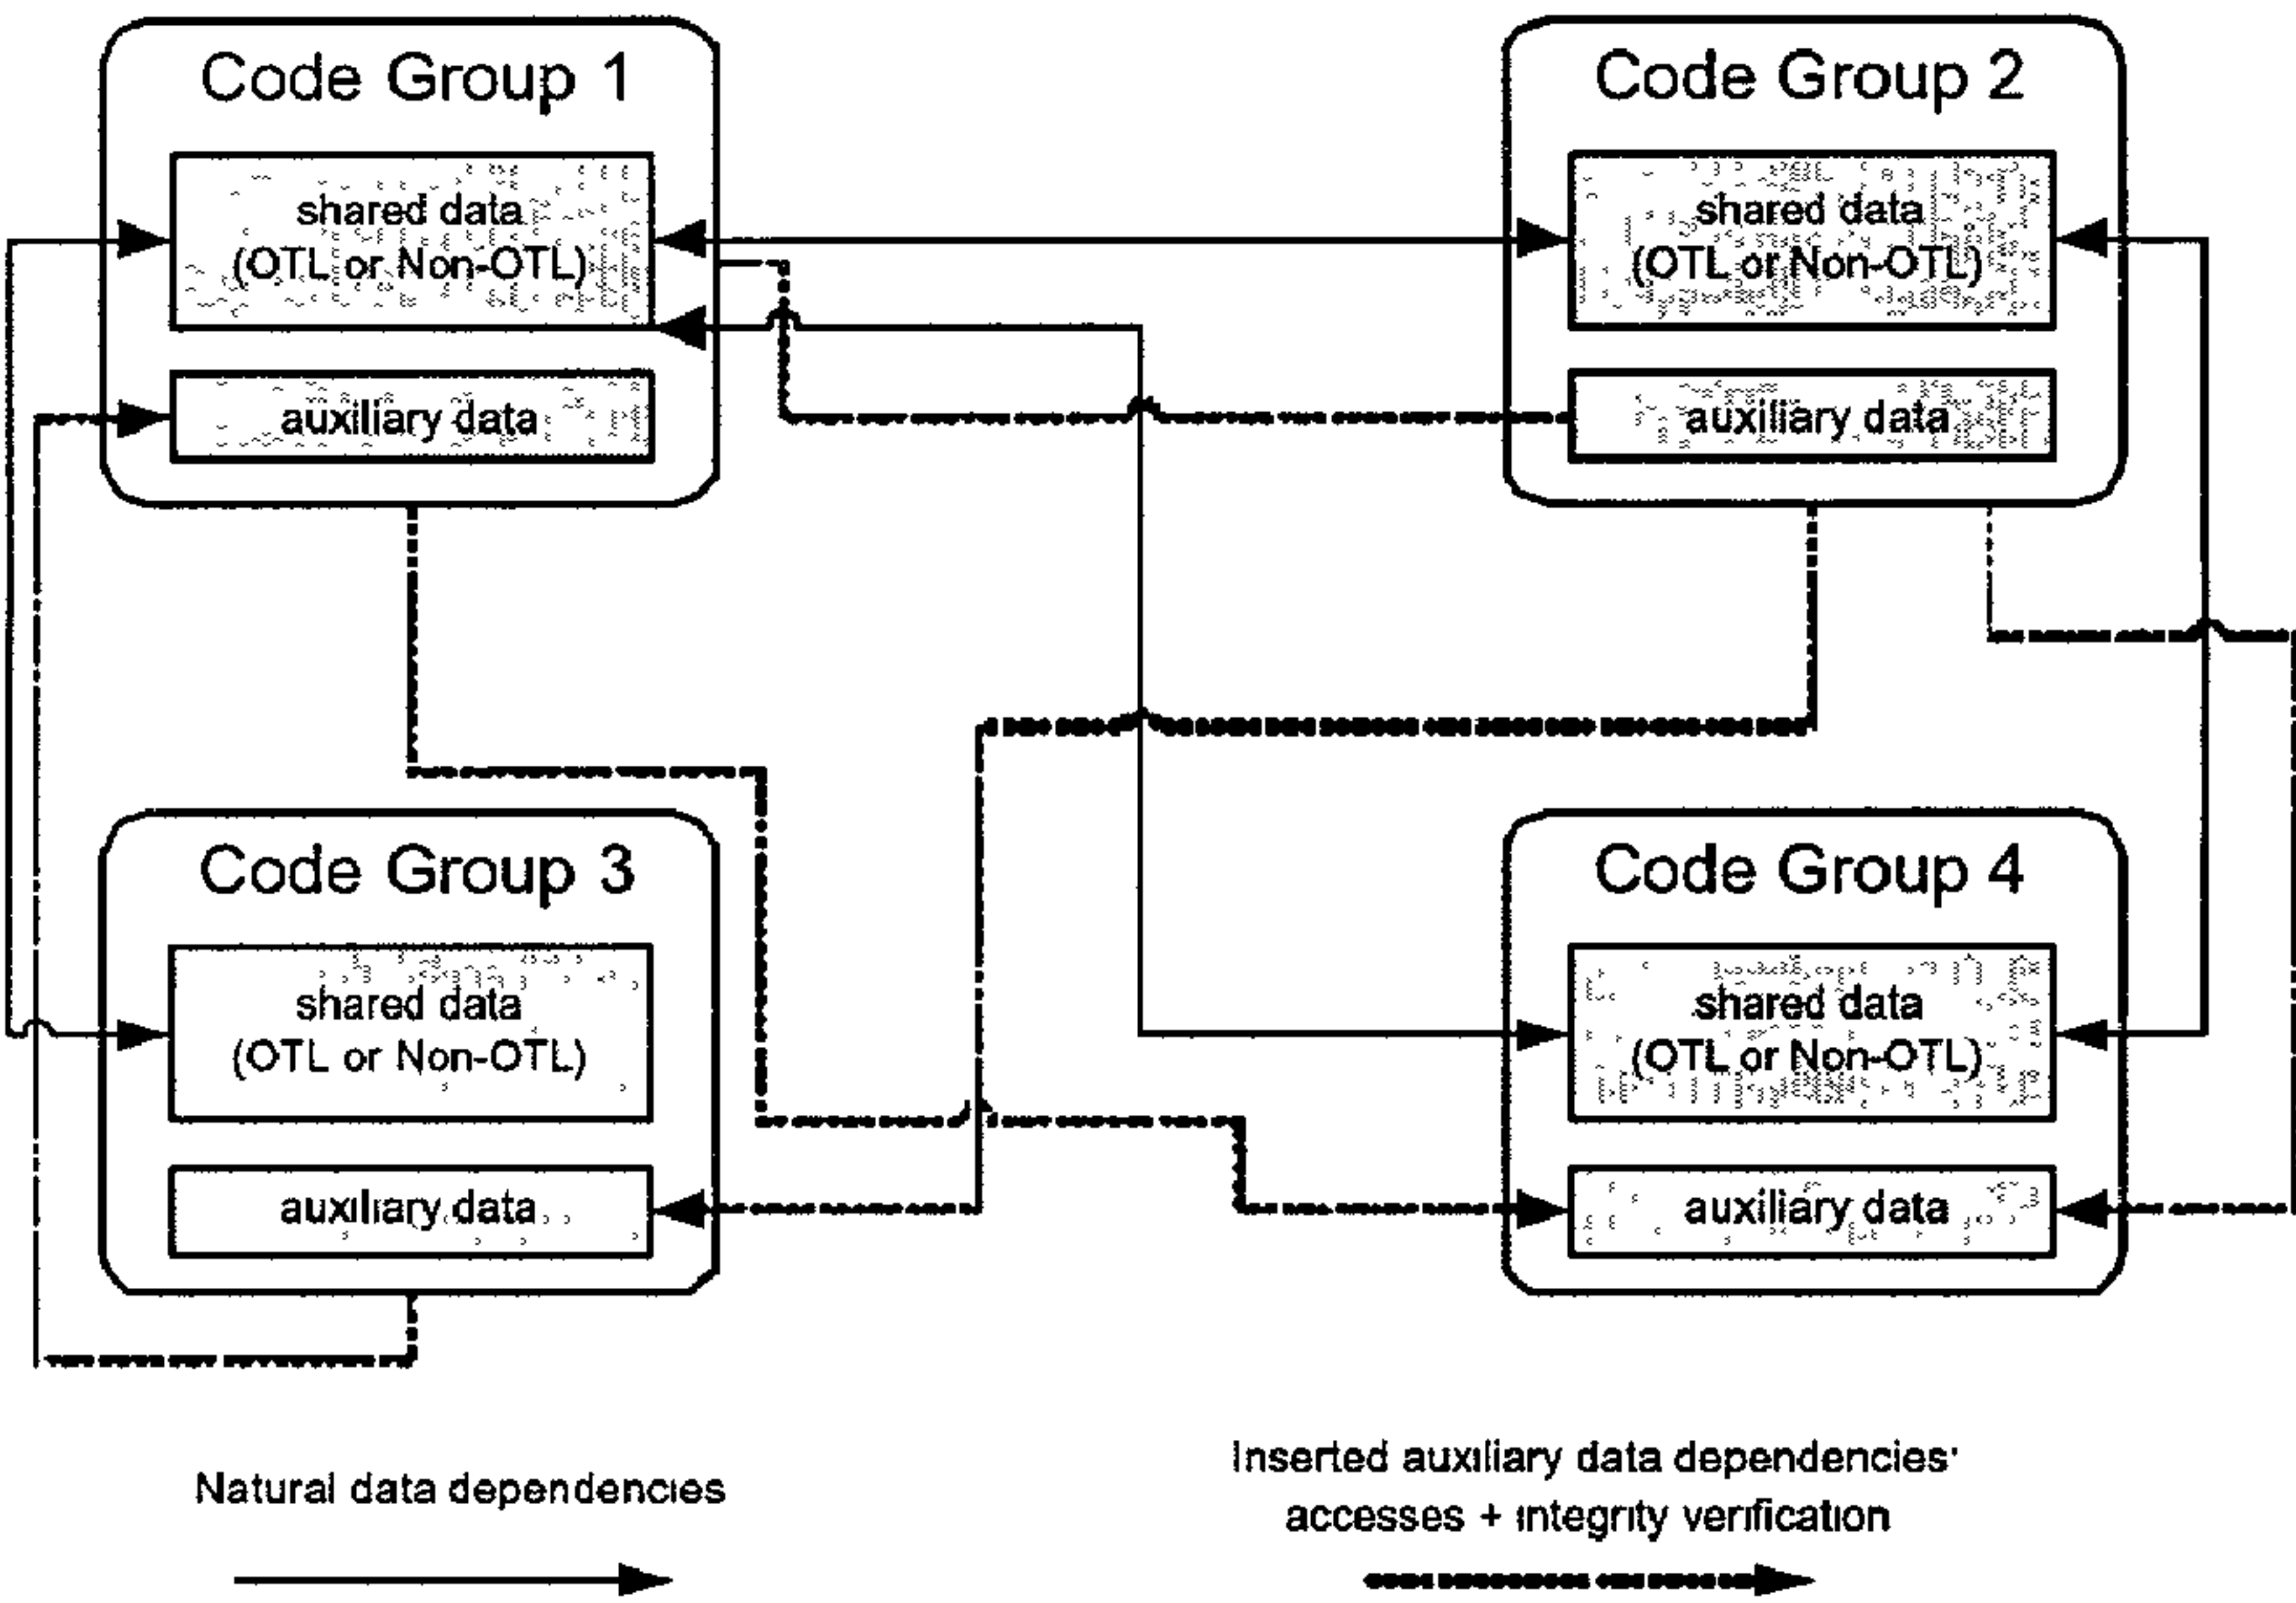 Code Group 1
shared data
(OTL or Non-OTL)
auxiliary data
Code Group 2
shared data
(OTL or Non-OTL)
auxiliary data
Code Group 3
shared data
(OTL or Non-OTL)
auxiliary data
Code Group 4
shared data
(OTL or Non-OTL)
auxiliary data
Natural data dependencies
Inserted auxiliary data dependencies:
accesses + integrity verification